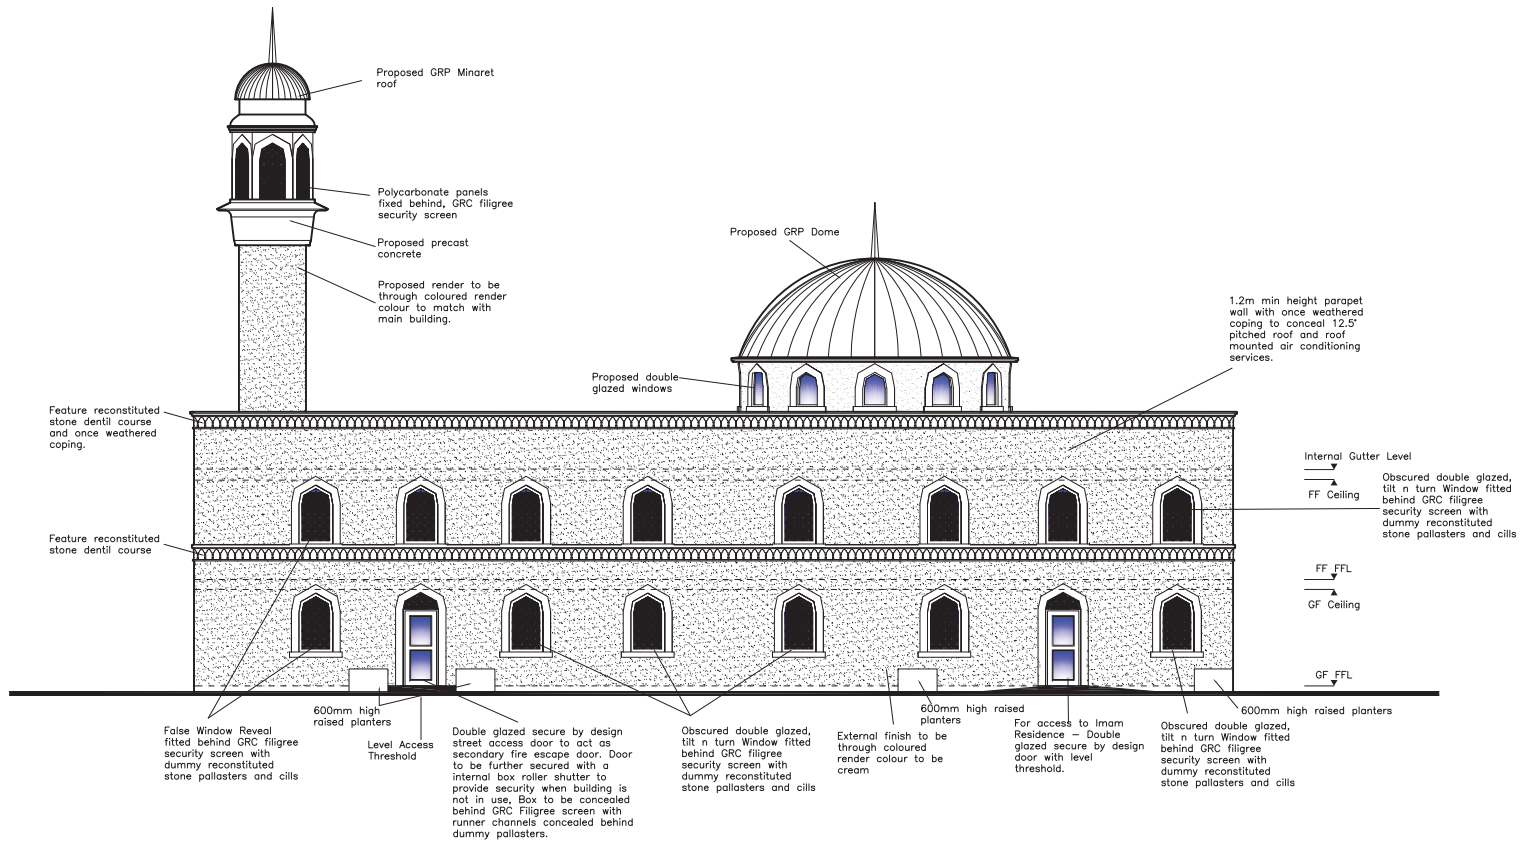 Proposed GRP Minaret
roof
Polycarbonate panels
fixed behind, GRC filigree
security screen
Proposed precast
concrete
Proposed render to be
through coloured render
colour to match with
main building.
Proposed GRP Dome
Proposed double
glazed windows
1.2m min height parapet
wall with once weathered
coping to conceal 12.5°
pitched roof and roof
mounted air conditioning
services.
Feature reconstituted
stone dentil course
and once weathered
coping.
Feature reconstituted
stone dentil course
Internal Gutter Level
FF Ceiling
Obscured double glazed,
tilt n turn Window fitted
behind GRC filigree
security screen with
dummy reconstituted
stone pallasters and cills
FF FFL
GF Ceiling
GF FFL
False Window Reveal
fitted behind GRC filigree
security screen with
dummy reconstituted
stone pallasters and cills
600mm high
raised planters
Level Access
Threshold
Double glazed secure by design
street access door to act as
secondary fire escape door. Door
to be further secured with a
internal box roller shutter to
provide security when building is
not in use, Box to be concealed
behind GRC Filigree screen with
runner channels concealed behind
dummy pallasters.
Obscured double glazed,
tilt n turn Window fitted
behind GRC filigree
security screen with
dummy reconstituted
stone pallasters and cills
External finish to be
through coloured
render colour to be
cream
600mm high raised
planters
For access to Imam
Residence – Double
glazed secure by design
door with level
threshold.
Obscured double glazed,
tilt n turn Window fitted
behind GRC filigree
security screen with
dummy reconstituted
stone pallasters and cills
600mm high raised planters